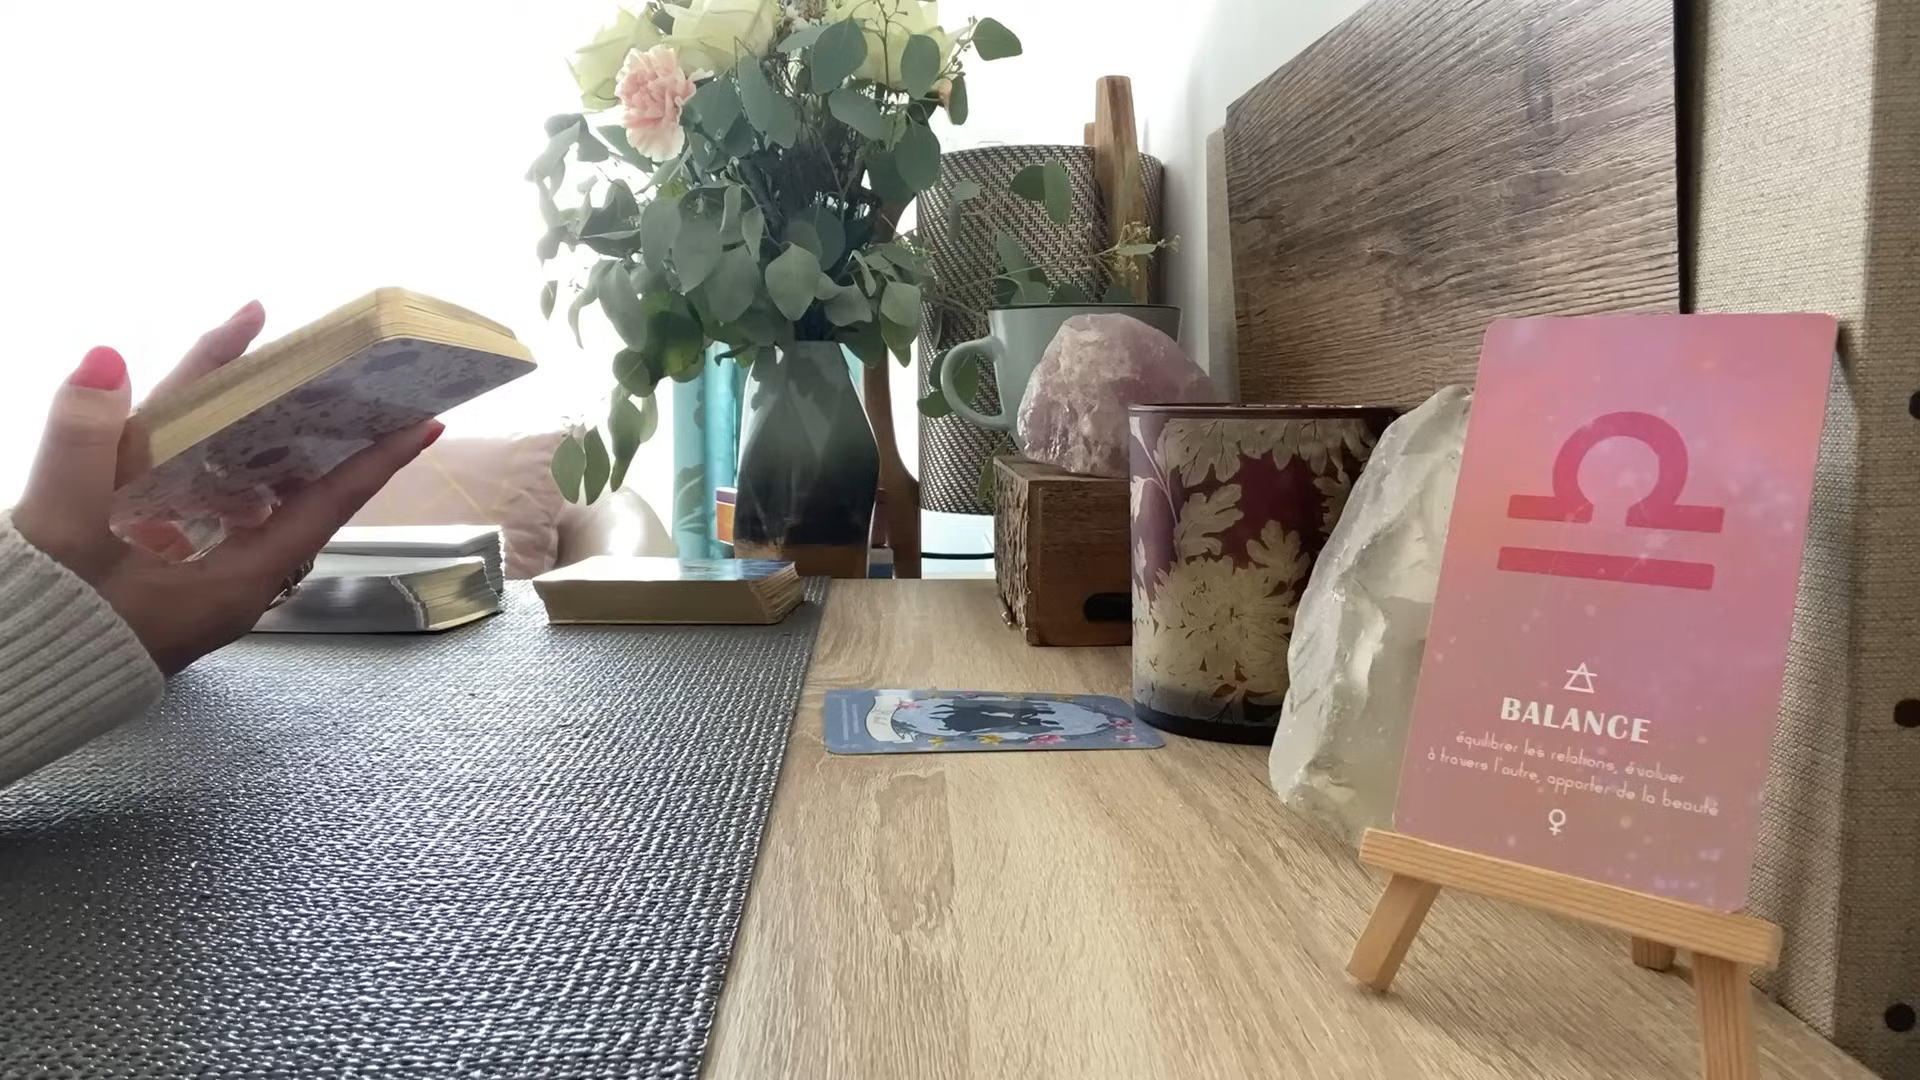 BALANCE
équilibrer les relations, évoluer
à travers l'autre, apporter de la beauté